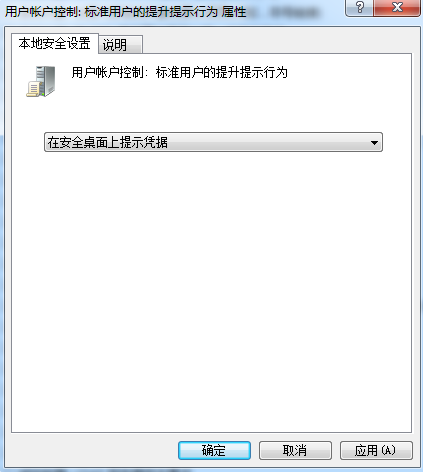 用户帐户控制: 标准用户的提升提示行为 属性
本地安全设置
说明
用户帐户控制: 标准用户的提升提示行为
在安全桌面上提示凭据
确定
取消
应用(A)